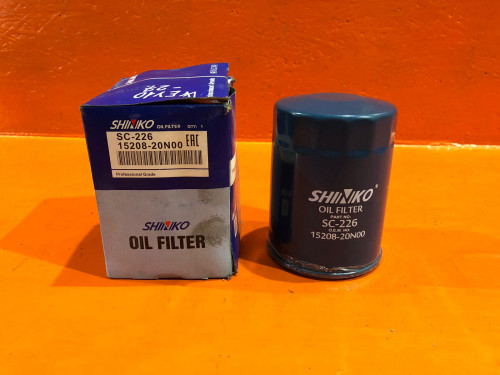 SHINKO OIL FILTER QTY: 1
SC-226
15208-20N00 EAC
Professional Grade
SHINKO
OIL FILTER
SHINKO®
OIL FILTER
PART NO.
SC-226
O.E.M. NO.
15208-20N00